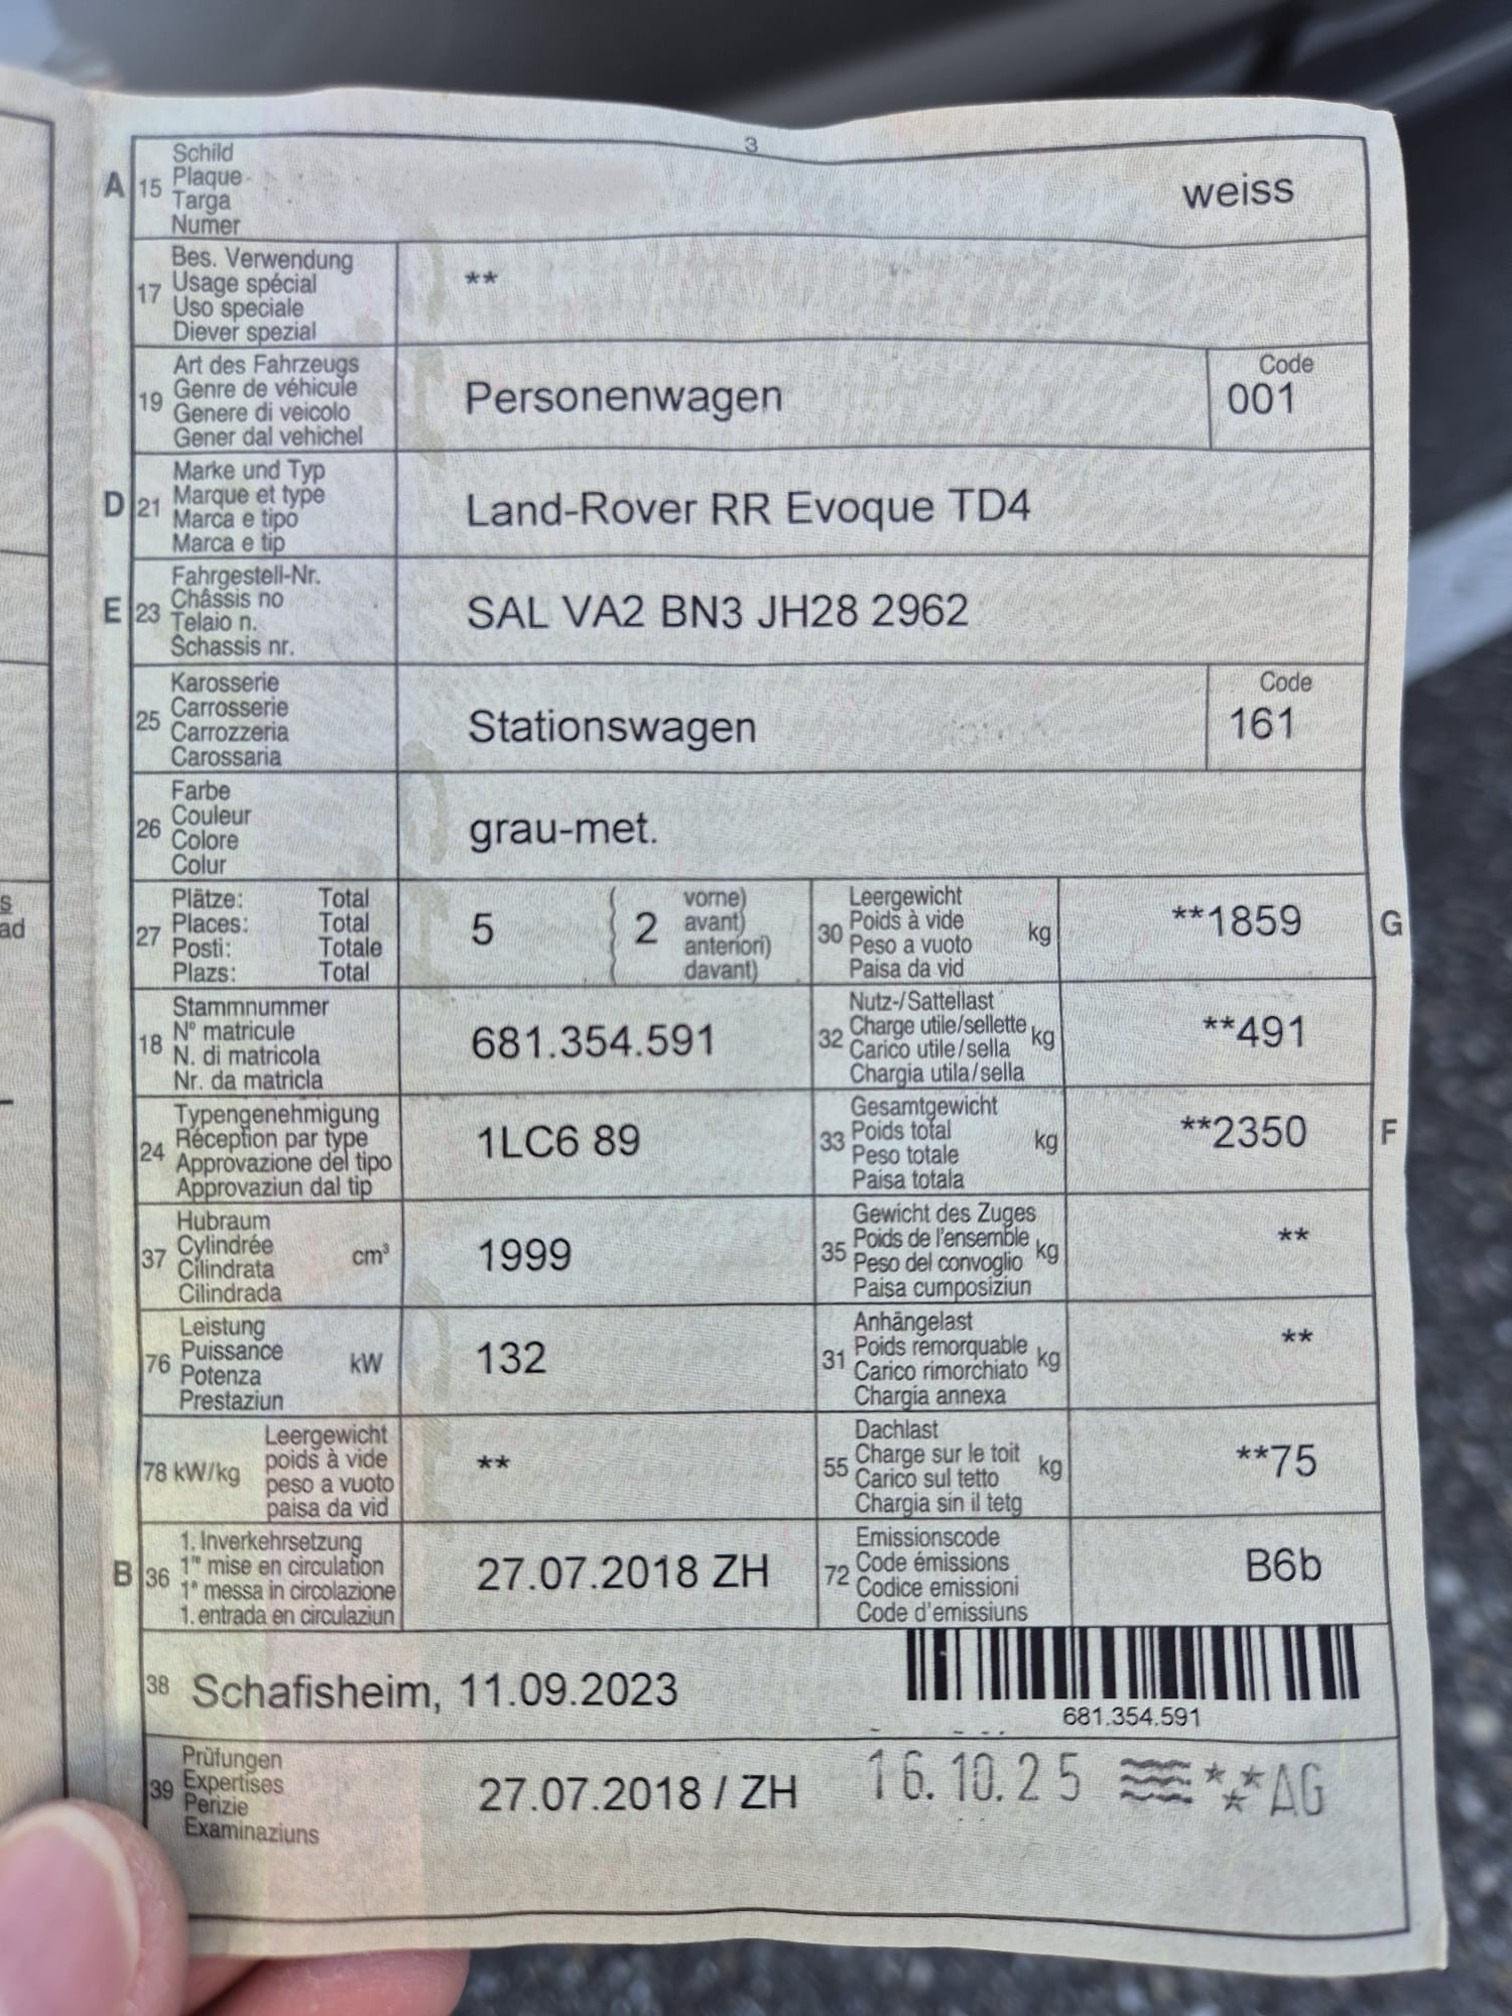 3
A 15 Schild
Plaque
Targa
Numer
weiss
17 Bes. Verwendung
Usage spécial
Uso speciale
Diever spezial
**
19 Art des Fahrzeugs
Genre de véhicule
Genere di veicolo
Gener dal vehichel
Personenwagen
Code
001
D 21 Marke und Typ
Marque et type
Marca e tipo
Marca e tip
Land-Rover RR Evoque TD4
E 23 Fahrgestell-Nr.
Châssis no
Telaio n.
Schassis nr.
SAL VA2 BN3 JH28 2962
25 Karosserie
Carrosserie
Carrozzeria
Carossaria
Stationswagen
Code
161
26 Farbe
Couleur
Colore
Colur
grau-met.
s
ad
27 Plätze: Total
Places: Total
Posti: Totale
Plazs: Total
5
( 2 vorne)
avant)
anteriori)
( davant)
30 Leergewicht
Poids à vide kg
Peso a vuoto
Paisa da vid
**1859
G
18 Stammnummer
N° matricule
N. di matricola
Nr. da matricla
681.354.591
32 Nutz-/Sattellast
Charge utile/sellette kg
Carico utile/sella
Chargia utila/sella
**491
24 Typengenehmigung
Réception par type
Approvazione del tipo
Approvaziun dal tip
1LC6 89
33 Gesamtgewicht
Poids total kg
Peso totale
Paisa totala
**2350
F
37 Hubraum
Cylindrée cm³
Cilindrata
Cilindrada
1999
35 Gewicht des Zuges
Poids de l'ensemble kg
Peso del convoglio
Paisa cumposiziun
**
76 Leistung
Puissance kW
Potenza
Prestaziun
132
31 Anhängelast
Poids remorquable kg
Carico rimorchiato
Chargia annexa
**
78 kW/kg Leergewicht
poids à vide
peso a vuoto
paisa da vid
**
55 Dachlast
Charge sur le toit kg
Carico sul tetto
Chargia sin il tetg
**75
B 36 1. Inverkehrsetzung
1re mise en circulation
1a messa in circolazione
1. entrada en circulaziun
27.07.2018 ZH
72 Emissionscode
Code émissions
Codice emissioni
Code d'emissiuns
B6b
38 Schafisheim, 11.09.2023
681.354.591
39 Prüfungen
Expertises
Perizie
Examinaziuns
27.07.2018 / ZH
16.10.25 AG